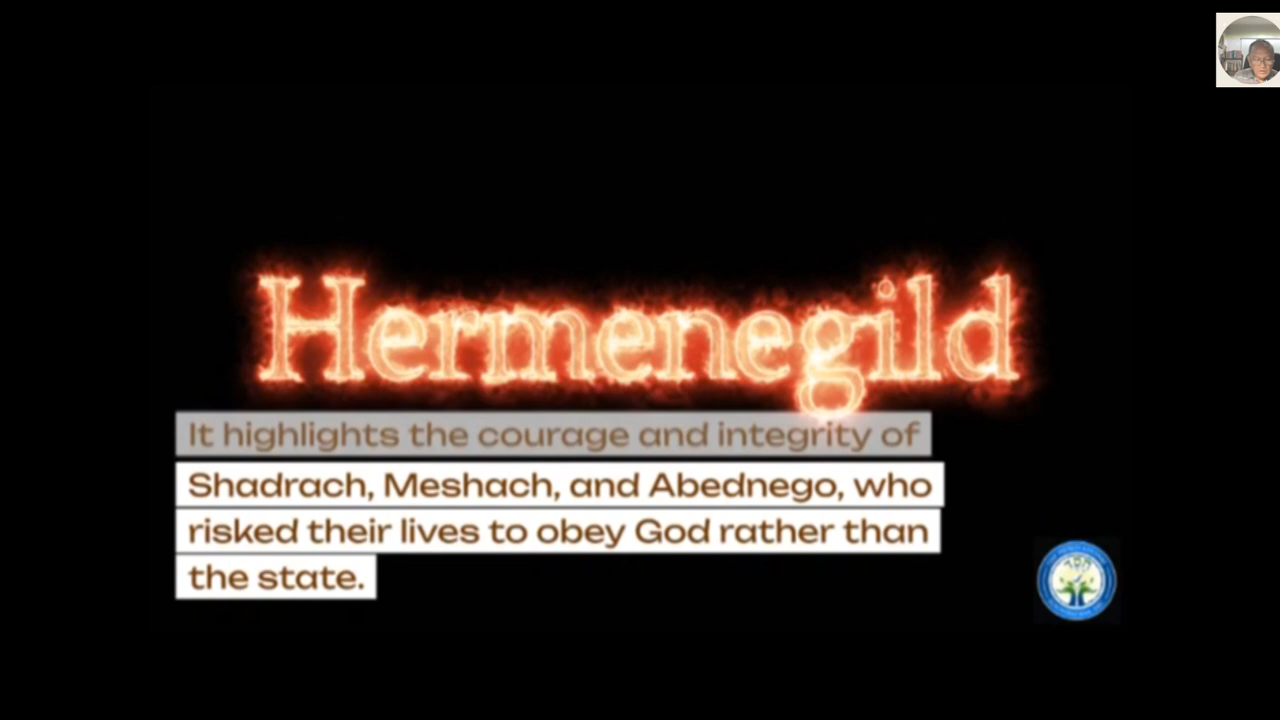 Hermenegild
It highlights the courage and integrity of
Shadrach, Meshach, and Abednego, who
risked their lives to obey God rather than
the state.